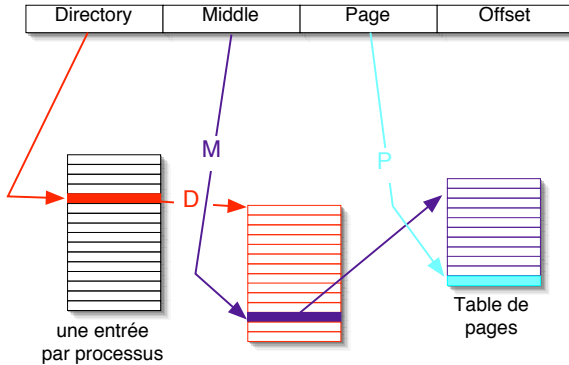 Directory Middle Page Offset
M
P
D
une entrée
par processus
Table de
pages